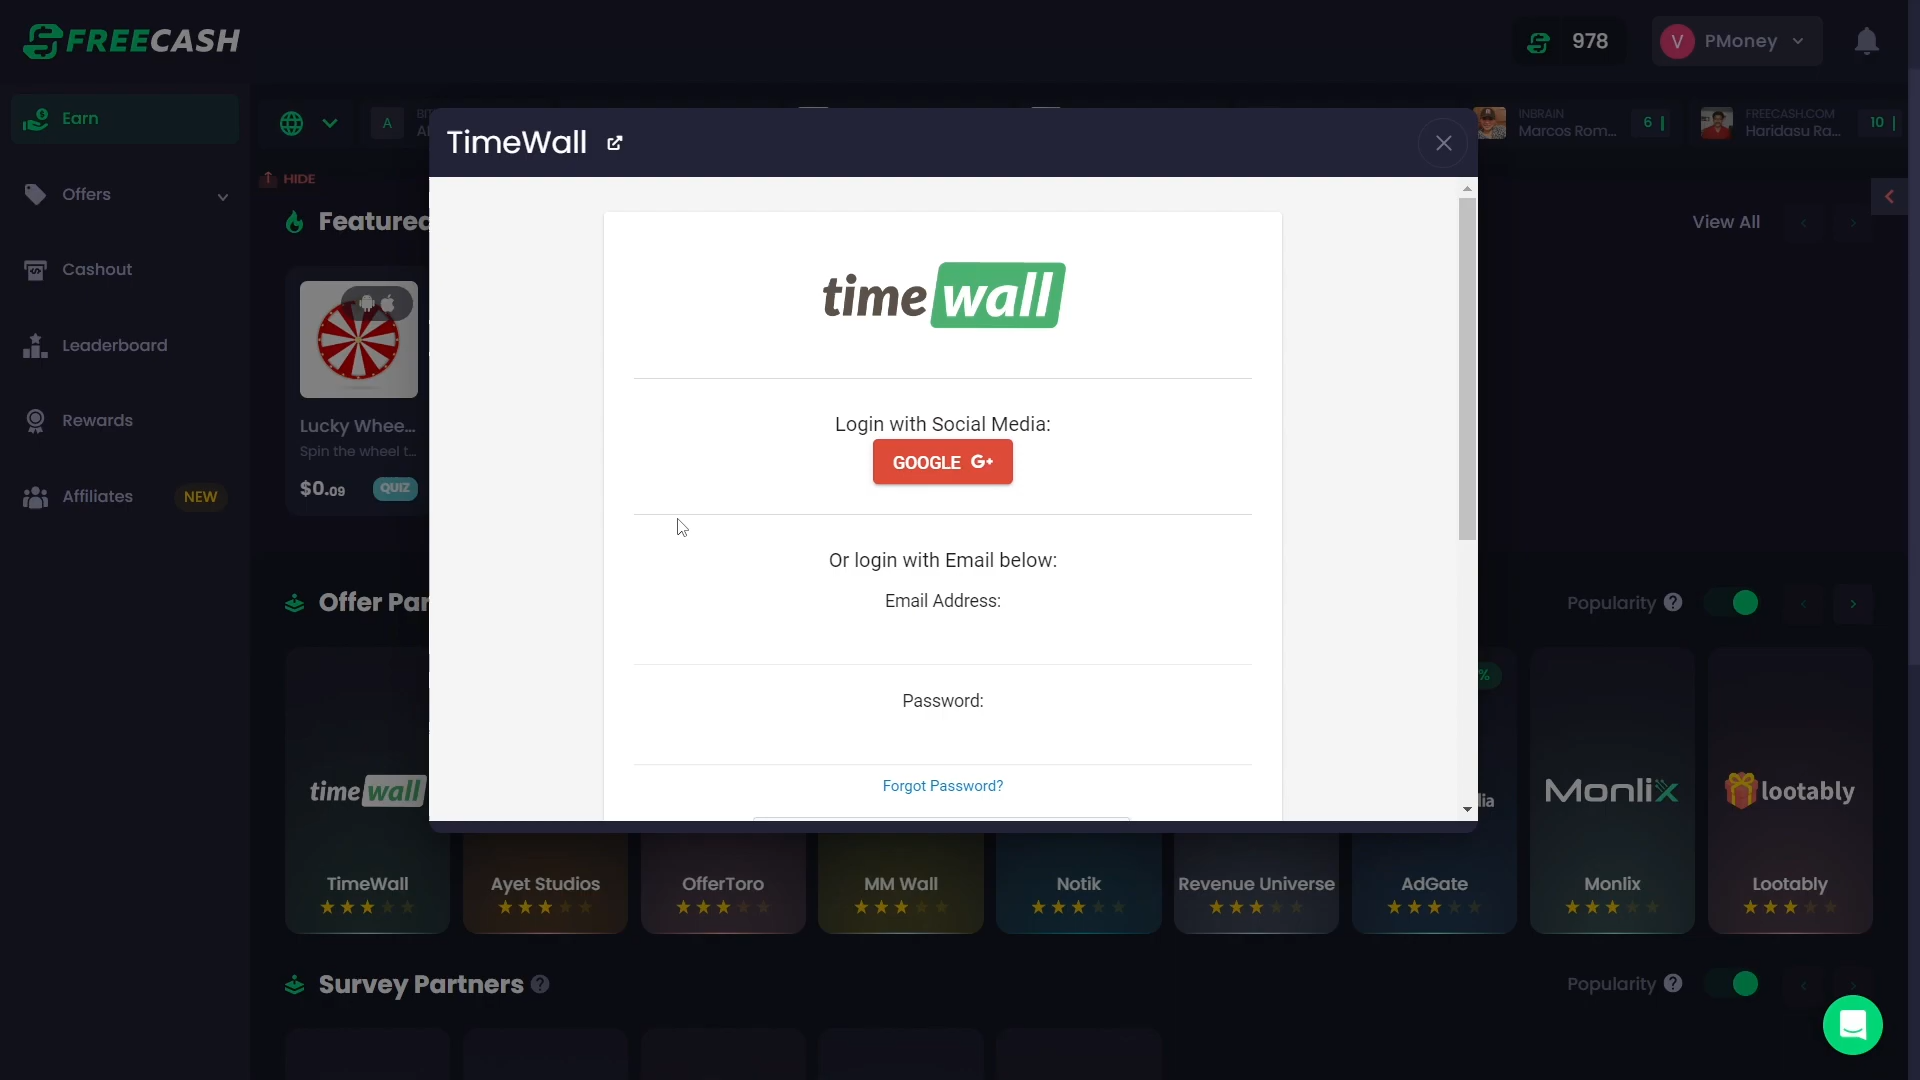 FREECASH
978
V
PMoney
Earn
A
INBRAIN
Marcos Rom...
6
FREECASH.COM
Haridasu Ra...
10
TimeWall
HIDE
Offers
Featured
View All
time wall
Cashout
Leaderboard
Login with Social Media:
GOOGLE G+
Rewards
Lucky Whee...
Spin the wheel t...
$0.09
QUIZ
Affiliates
NEW
Or login with Email below:
Email Address:
Offer Par
Popularity ?
%
Password:
Forgot Password?
time wall
dia
Monlix
lootably
TimeWall
Ayet Studios
OfferToro
MM Wall
Notik
Revenue Universe
AdGate
Monlix
Lootably
Survey Partners ?
Popularity ?